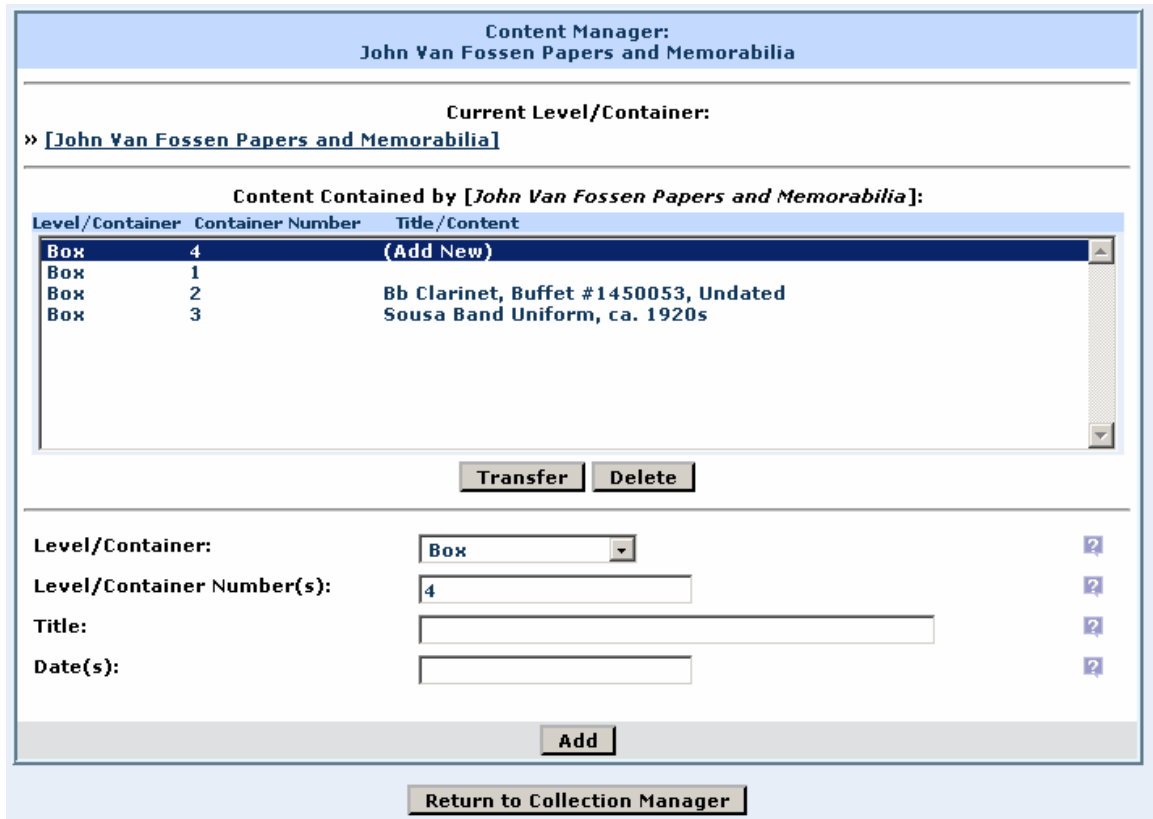 Content Manager:
John Van Fossen Papers and Memorabilia
Current Level/Container:
» [John Van Fossen Papers and Memorabilia]
Content Contained by [John Van Fossen Papers and Memorabilia]:
Level/Container Container Number Title/Content
Box 4 (Add New)
Box 1
Box 2 Bb Clarinet, Buffet #1450053, Undated
Box 3 Sousa Band Uniform, ca. 1920s
Transfer Delete
Level/Container: Box ?
Level/Container Number(s): 4 ?
Title: ?
Date(s): ?
Add
Return to Collection Manager